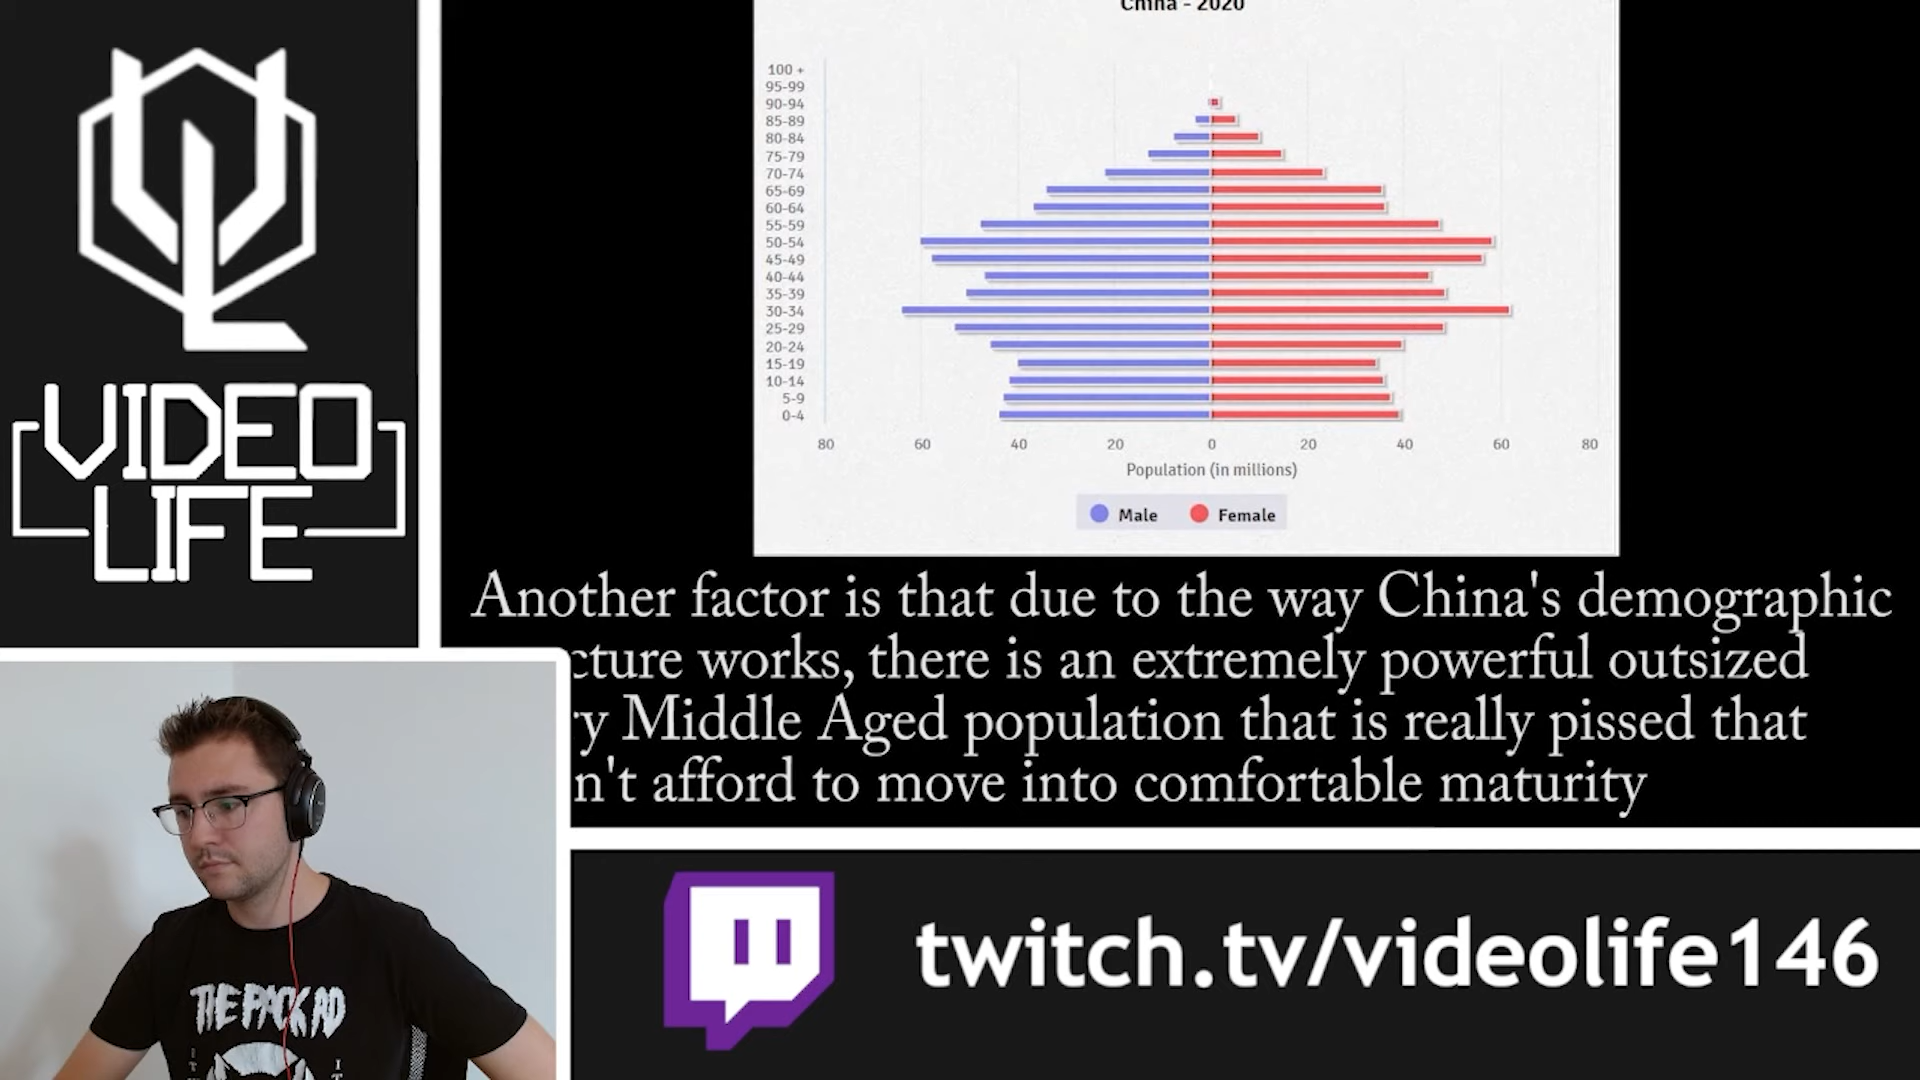 China - 2020
100 +
95-99
90-94
85-89
80-84
75-79
70-74
65-69
60-64
55-59
50-54
45-49
40-44
35-39
30-34
25-29
20-24
15-19
10-14
5-9
0-4
80 60 40 20 0 20 40 60 80
Population (in millions)
Male Female
VIDEO
LIFE
Another factor is that due to the way China's demographic
cture works, there is an extremely powerful outsized
y Middle Aged population that is really pissed that
n't afford to move into comfortable maturity
THE PACK AD
twitch.tv/videolife146